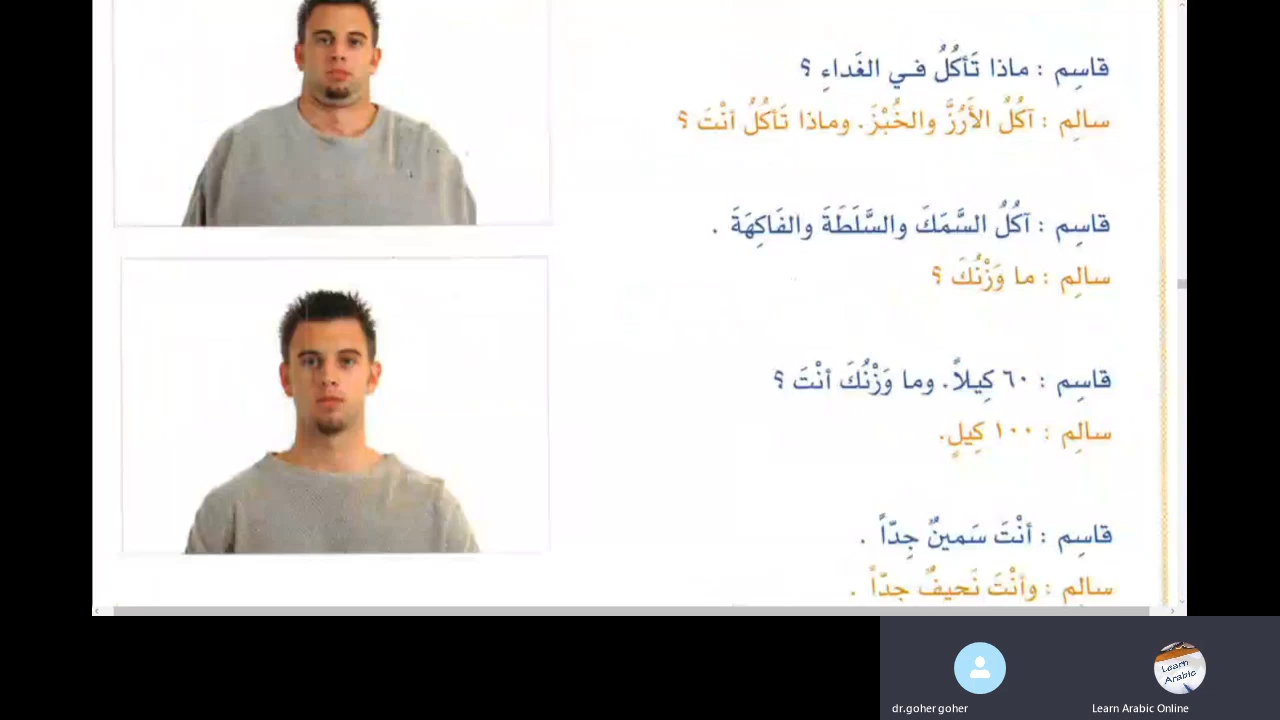 قاسِم : ماذا تَأكُلُ فـي الغَداءِ ؟
سالِم : آكُلُ الأَرُزَّ والخُبْزَ. وماذا تَأكُلُ أنْتَ ؟
قاسِم : آكُلُ السَّمَكَ والسَّلَطَةَ والفَاكِهَةَ .
سالِم : ما وَزْنُكَ ؟
قاسِم : ٦٠ كِيلاً. وما وَزْنُكَ أنْتَ ؟
سالِم : ١٠٠ كِيلٍ.
قاسِم : أنْتَ سَمينٌ جِدّاً .
سالِم : وأنْتَ نَحيفٌ جدّاً .
dr.goher goher
Learn Arabic Online
Learn Arabic